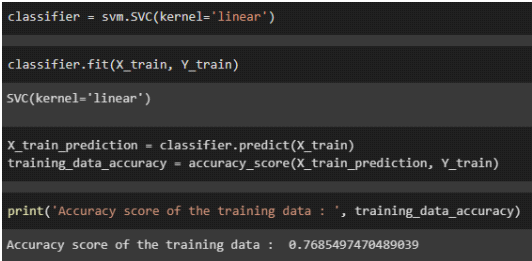 classifier = svm.SVC(kernel='linear')
classifier.fit(X_train, Y_train)
SVC(kernel='linear')
X_train_prediction = classifier.predict(X_train)
training_data_accuracy = accuracy_score(X_train_prediction, Y_train)
print('Accuracy score of the training data : ', training_data_accuracy)
Accuracy score of the training data :  0.7685497470489039